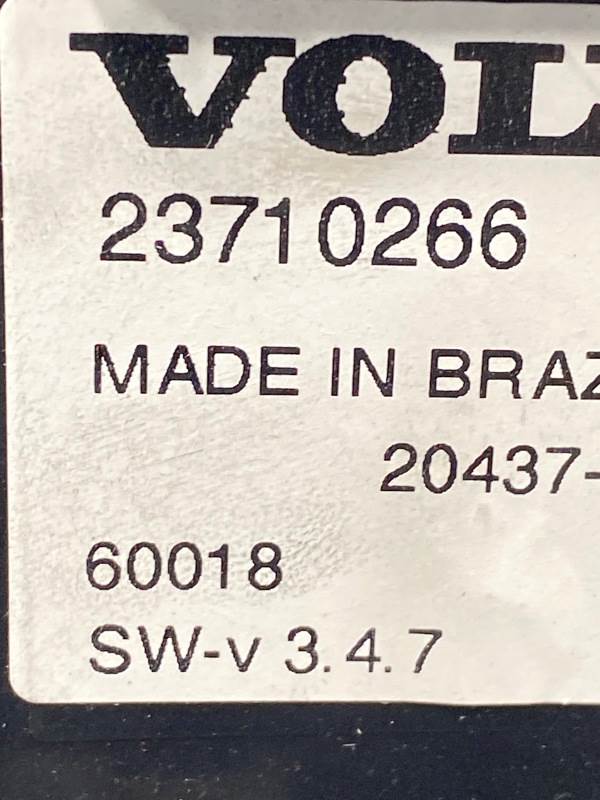 VOL
23710266
MADE IN BRAZ
20437-
60018
SW-v 3.4.7